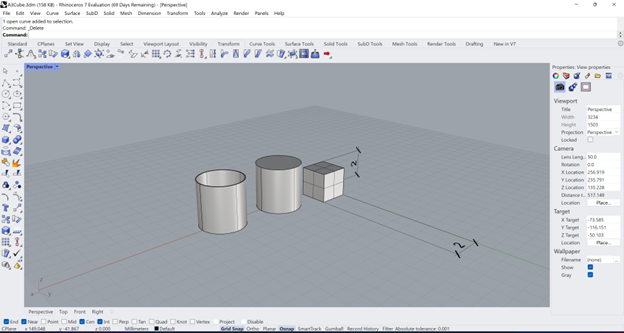 A3Cube.3dm (158 KB) - Rhinoceros 7 Evaluation (69 Days Remaining) - [Perspective]
File Edit View Curve Surface SubD Solid Mesh Dimension Transform Tools Analyze Render Panels Help
1 open curve added to selection.
Command: _Delete
Command:
Standard CPlanes Set View Display Select Viewport Layout Visibility Transform Curve Tools Surface Tools Solid Tools SubD Tools Mesh Tools Render Tools Drafting New in V7
Perspective
Properties: View properties
Viewport
Title Perspective
Width 3234
Height 1503
Projection Perspective
Locked
Camera
Lens Leng... 50.0
Rotation 0.0
X Location 256.919
Y Location 235.791
Z Location 135.228
Distance t... 517.149
Location Place...
Target
X Target -73.585
Y Target -116.151
Z Target -50.103
Location Place...
Wallpaper
Filename (none)
Show
Gray
2
2
z
x
y
Perspective Top Front Right
End Near Point Mid Cen Int Perp Tan Quad Knot Vertex Project Disable
CPlane x 149.048 y -41.867 z 0.000 Millimeters Default Grid Snap Ortho Planar Osnap SmartTrack Gumball Record History Filter Absolute tolerance: 0.001